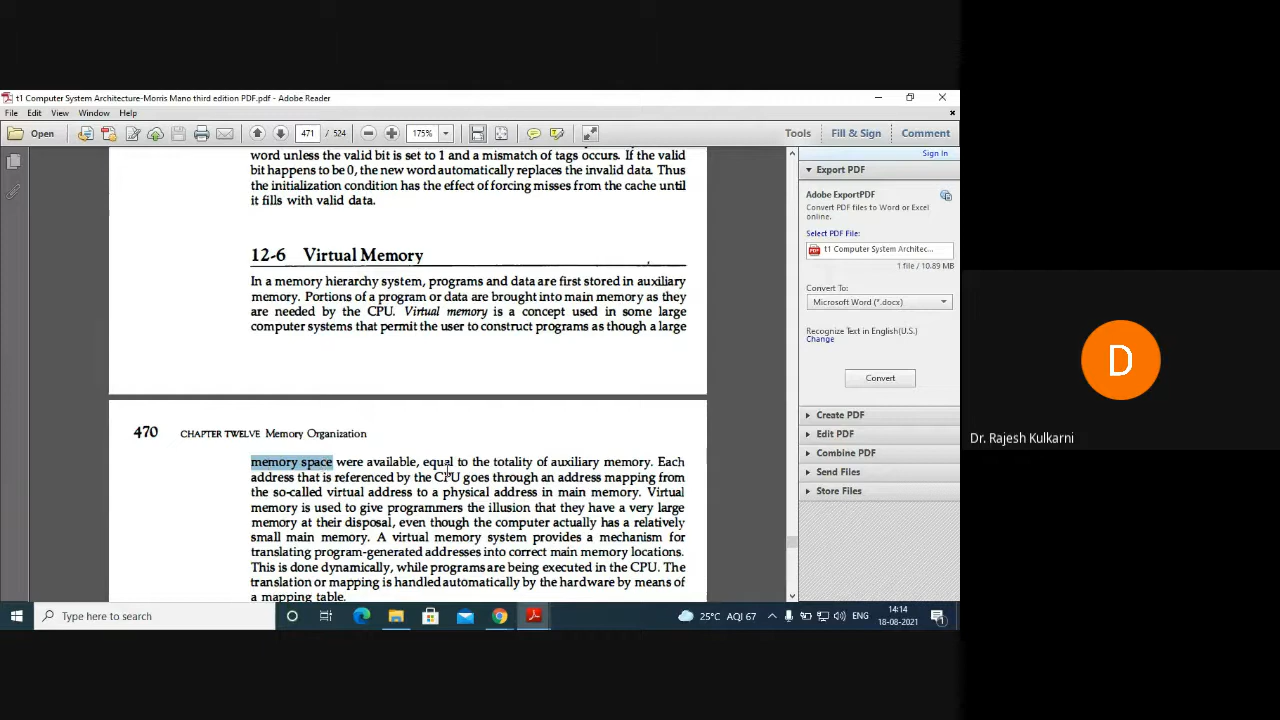 t1 Computer System Architecture-Morris Mano third edition PDF.pdf - Adobe Reader
File Edit View Window Help
Open 471 / 524 175% Tools Fill & Sign Comment
word unless the valid bit is set to 1 and a mismatch of tags occurs. If the valid
bit happens to be 0, the new word automatically replaces the invalid data. Thus
the initialization condition has the effect of forcing misses from the cache until
it fills with valid data.
12-6 Virtual Memory
In a memory hierarchy system, programs and data are first stored in auxiliary
memory. Portions of a program or data are brought into main memory as they
are needed by the CPU. Virtual memory is a concept used in some large
computer systems that permit the user to construct programs as though a large
470 CHAPTER TWELVE Memory Organization
memory space were available, equal to the totality of auxiliary memory. Each
address that is referenced by the CPU goes through an address mapping from
the so-called virtual address to a physical address in main memory. Virtual
memory is used to give programmers the illusion that they have a very large
memory at their disposal, even though the computer actually has a relatively
small main memory. A virtual memory system provides a mechanism for
translating program-generated addresses into correct main memory locations.
This is done dynamically, while programs are being executed in the CPU. The
translation or mapping is handled automatically by the hardware by means of
a mapping table.
Sign In
Export PDF
Adobe ExportPDF
Convert PDF files to Word or Excel
online.
Select PDF File:
t1 Computer System Architec...
1 file / 10.89 MB
Convert To:
Microsoft Word (*.docx)
Recognize Text in English(U.S.)
Change
Convert
Create PDF
Edit PDF
Combine PDF
Send Files
Store Files
D
Dr. Rajesh Kulkarni
Type here to search
25°C AQI 67
ENG
14:14
18-08-2021
1